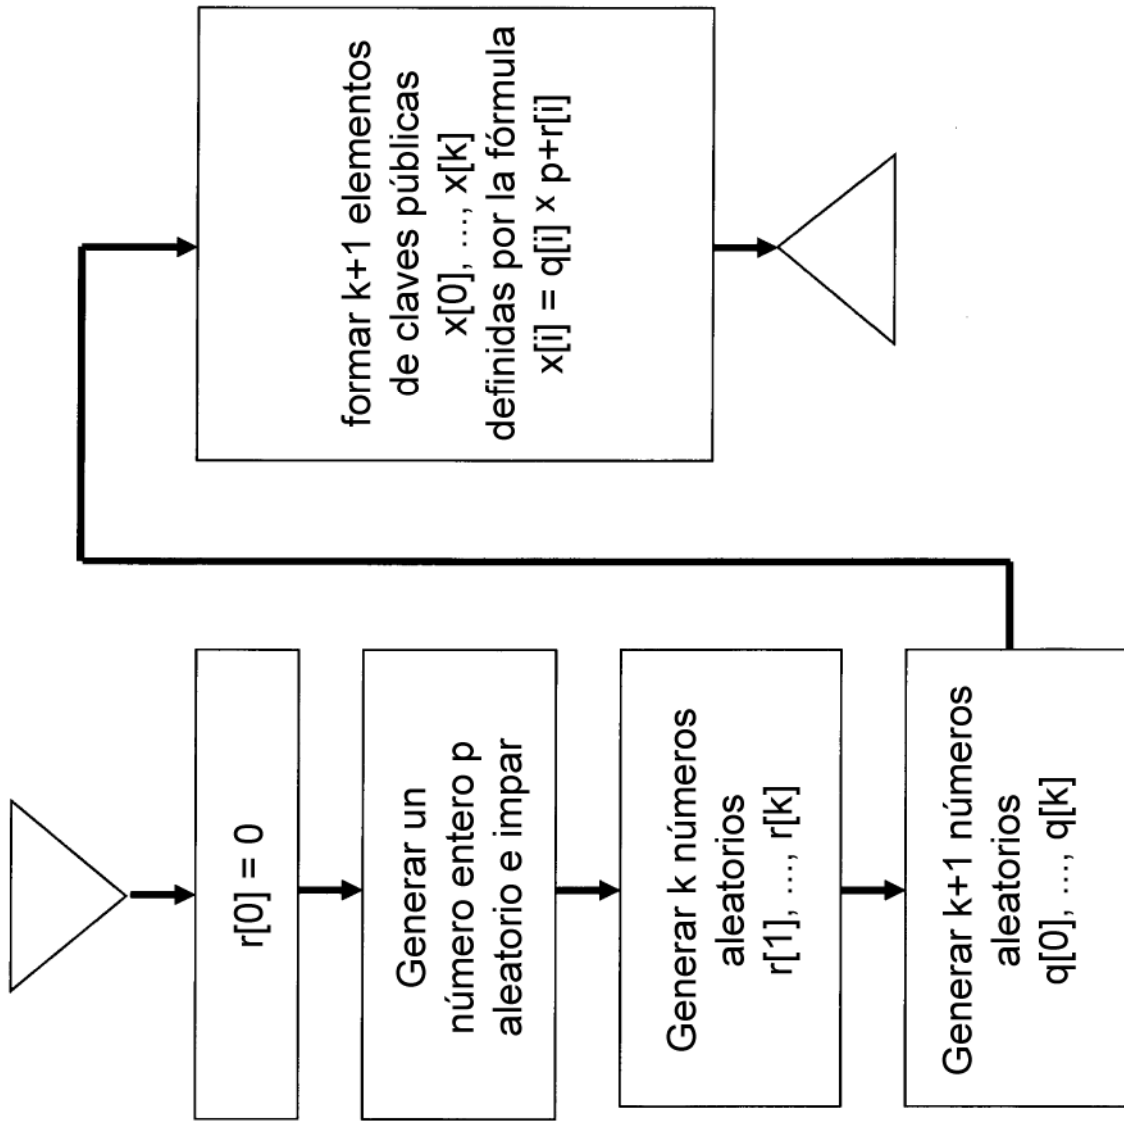 r[0] = 0
Generar un
número entero p
aleatorio e impar
Generar k números
aleatorios
r[1], ..., r[k]
Generar k+1 números
aleatorios
q[0], ..., q[k]
formar k+1 elementos
de claves públicas
x[0], ..., x[k]
definidas por la fórmula
x[i] = q[i] x p+r[i]